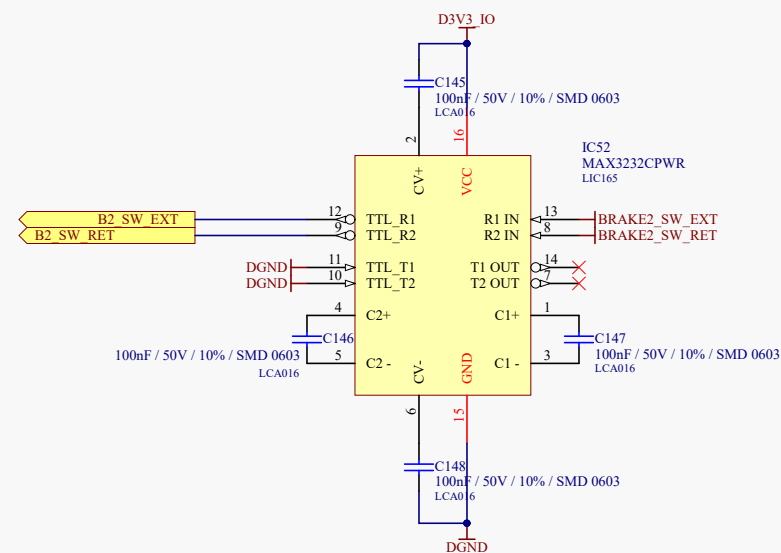 D3V3_IO
C145
100nF / 50V / 10% / SMD 0603
LCA016
2
16
IC52
MAX3232CPWR
LIC165
CV+
VCC
B2_SW_EXT
12
TTL_R1
R1 IN
13
BRAKE2_SW_EXT
B2_SW_RET
9
TTL_R2
R2 IN
8
BRAKE2_SW_RET
DGND
11
TTL_T1
T1 OUT
14
DGND
10
TTL_T2
T2 OUT
7
4
C2+
C1+
1
C146
100nF / 50V / 10% / SMD 0603
LCA016
C147
100nF / 50V / 10% / SMD 0603
LCA016
5
C2 -
C1 -
3
CV-
GND
6
15
C148
100nF / 50V / 10% / SMD 0603
LCA016
DGND